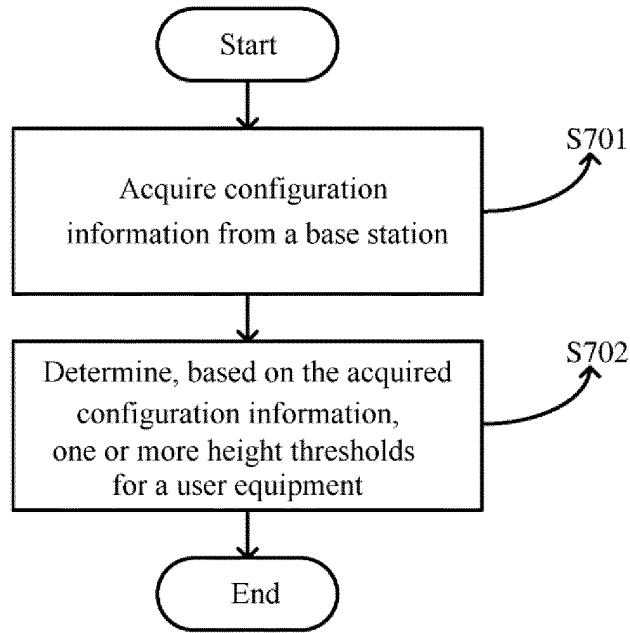 Start
S701
Acquire configuration
information from a base station
S702
Determine, based on the acquired
configuration information,
one or more height thresholds
for a user equipment
End